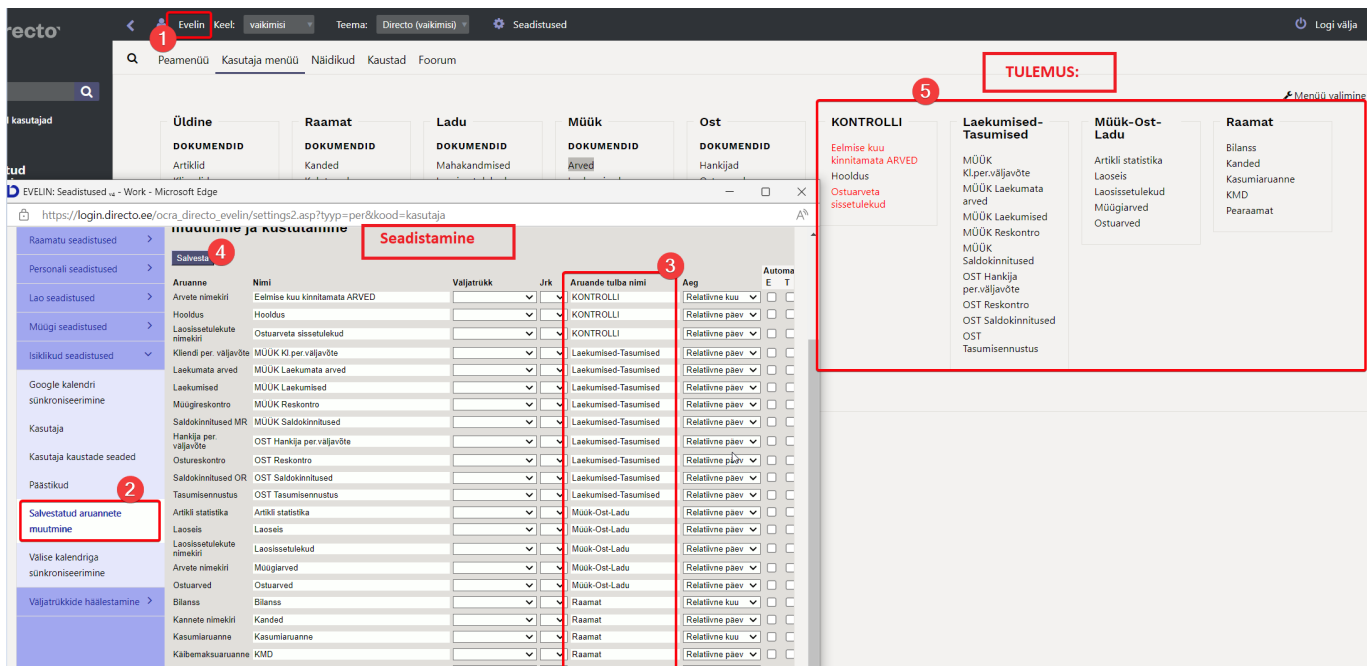 recto
Evelin
Keel:
vaikimisi
Teema:
Directo (vaikimisi)
Seadistused
Logi välja
1
Peamenüü
Kasutaja menüü
Näidikud
Kaustad
Foorum
TULEMUS:
5
Menüü valimine
kasutajad
Üldine
DOKUMENDID
Artiklid
Raamat
DOKUMENDID
Kanded
Ladu
DOKUMENDID
Mahakandmised
Müük
DOKUMENDID
Arved
Ost
DOKUMENDID
Hankijad
KONTROLLI
Eelmise kuu
kinnitamata ARVED
Hooldus
Ostuarveta
sissetulekud
Laekumised-
Tasumised
MÜÜK
Kl.per.väljavõte
MÜÜK Laekumata
arved
MÜÜK Laekumised
MÜÜK Reskontro
MÜÜK
Saldokinnitused
OST Hankija
per.väljavõte
OST Reskontro
OST Saldokinnitused
OST
Tasumisennustus
Müük-Ost-
Ladu
Artikli statistika
Laoseis
Laosissetulekud
Müügiarved
Ostuarved
Raamat
Bilanss
Kanded
Kasumiaruanne
KMD
Pearaamat
tud
EVELIN: Seadistused - Work - Microsoft Edge
https://login.directo.ee/ocra_directo_evelin/settings2.asp?tyyp=per&kood=kasutaja
Raamatu seadistused
Personali seadistused
Lao seadistused
Müügi seadistused
Isiklikud seadistused
Google kalendri
sünkroniseerimine
Kasutaja
Kasutaja kaustade seaded
Päästikud
2
Salvestatud aruannete
muutmine
Välise kalendriga
sünkroniseerimine
Väljatrükkide häälestamine
muutmine ja kustutamine
Seadistamine
Salvesta
4
3
Automa
Aruanne Nimi Väljatrükk Jrk Aruande tulba nimi Aeg E T
Arvete nimekiri Eelmise kuu kinnitamata ARVED KONTROLLI Relatiivne kuu
Hooldus Hooldus KONTROLLI Relatiivne päev
Laosissetulekute
nimekiri Ostuarveta sissetulekud KONTROLLI Relatiivne päev
Kliendi per. väljavõte MÜÜK Kl.per.väljavõte Laekumised-Tasumised Relatiivne päev
Laekumata arved MÜÜK Laekumata arved Laekumised-Tasumised Relatiivne päev
Laekumised MÜÜK Laekumised Laekumised-Tasumised Relatiivne päev
Müügireskontro MÜÜK Reskontro Laekumised-Tasumised Relatiivne päev
Saldokinnitused MR MÜÜK Saldokinnitused Laekumised-Tasumised Relatiivne päev
Hankija per.
väljavõte OST Hankija per.väljavõte Laekumised-Tasumised Relatiivne päev
Ostureskontro OST Reskontro Laekumised-Tasumised Relatiivne päev
Saldokinnitused OR OST Saldokinnitused Laekumised-Tasumised Relatiivne päev
Tasumisennustus OST Tasumisennustus Laekumised-Tasumised Relatiivne päev
Artikli statistika Artikli statistika Müük-Ost-Ladu Relatiivne päev
Laoseis Laoseis Müük-Ost-Ladu Relatiivne päev
Laosissetulekute
nimekiri Laosissetulekud Müük-Ost-Ladu Relatiivne päev
Arvete nimekiri Müügiarved Müük-Ost-Ladu Relatiivne päev
Ostuarved Ostuarved Müük-Ost-Ladu Relatiivne päev
Bilanss Bilanss Raamat Relatiivne kuu
Kannete nimekiri Kanded Raamat Relatiivne päev
Kasumiaruanne Kasumiaruanne Raamat Relatiivne kuu
Käibemaksuaruanne KMD Raamat Relatiivne päev